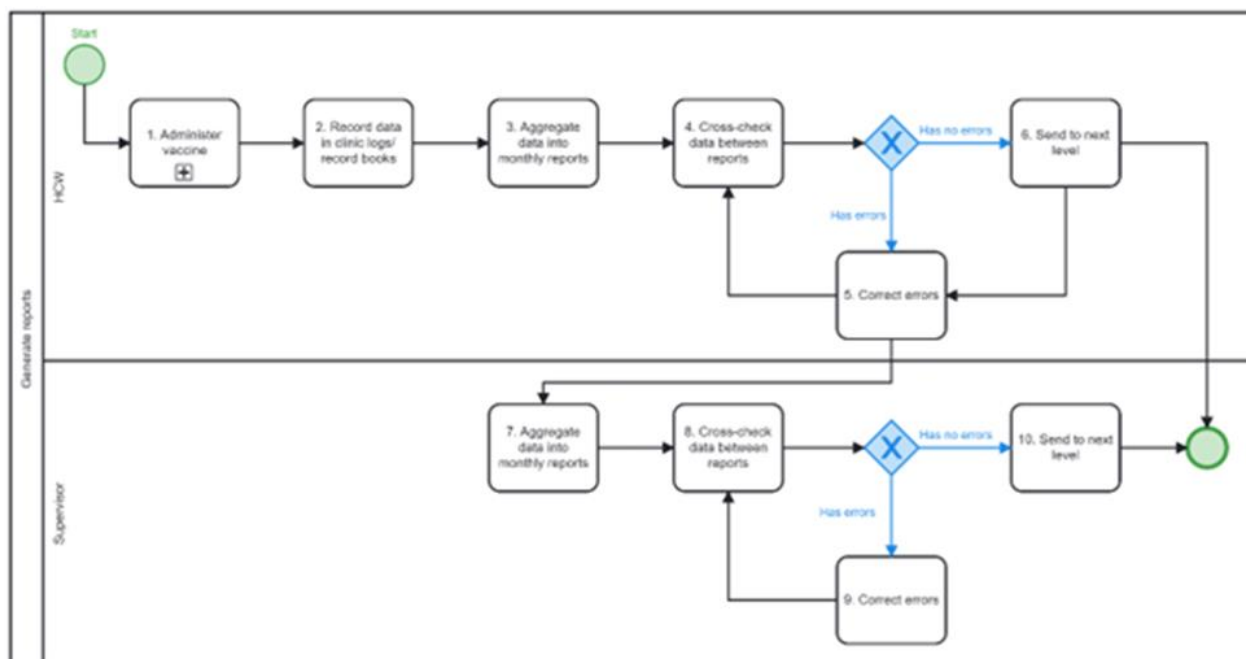 Generate reports
HCW
Start
1. Administer
vaccine
2. Record data
in clinic logs/
record books
3. Aggregate
data into
monthly reports
4. Cross-check
data between
reports
Has no errors
6. Send to next
level
Has errors
5. Correct errors
Supervisor
7. Aggregate
data into
monthly reports
8. Cross-check
data between
reports
Has no errors
10. Send to next
level
Has errors
9. Correct errors